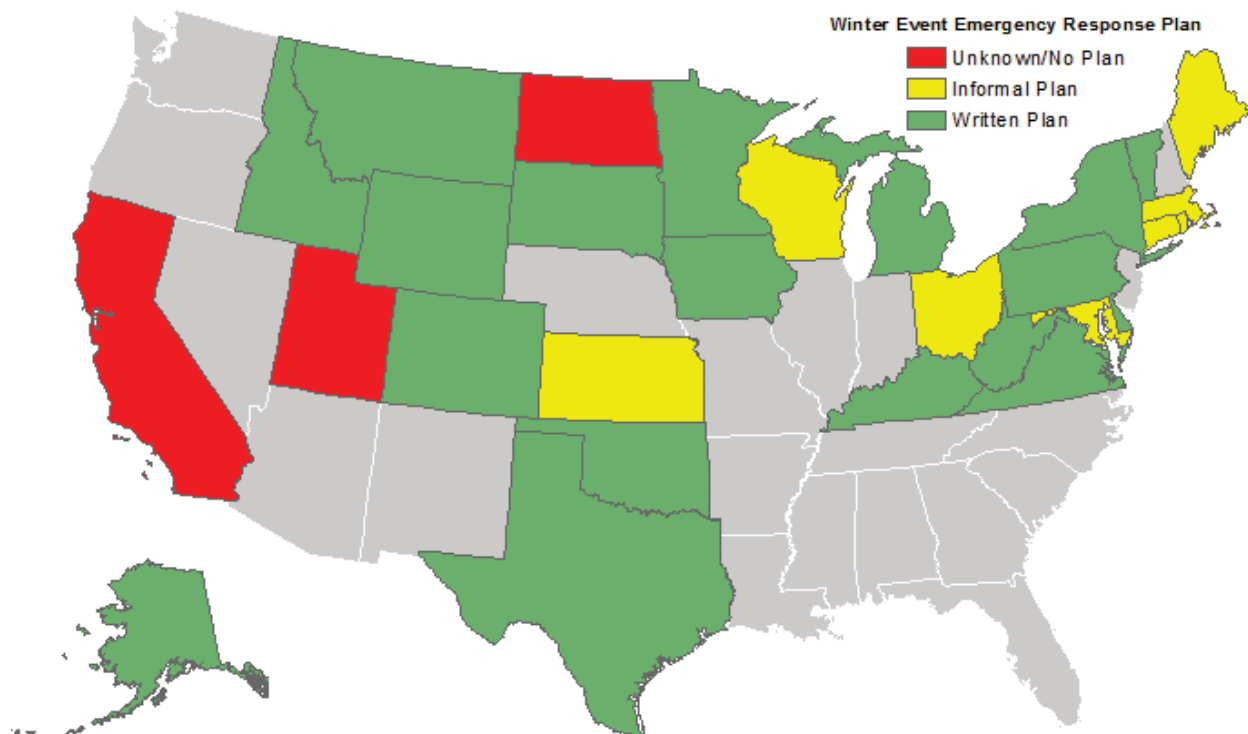 Winter Event Emergency Response Plan
Unknown/No Plan
Informal Plan
Written Plan